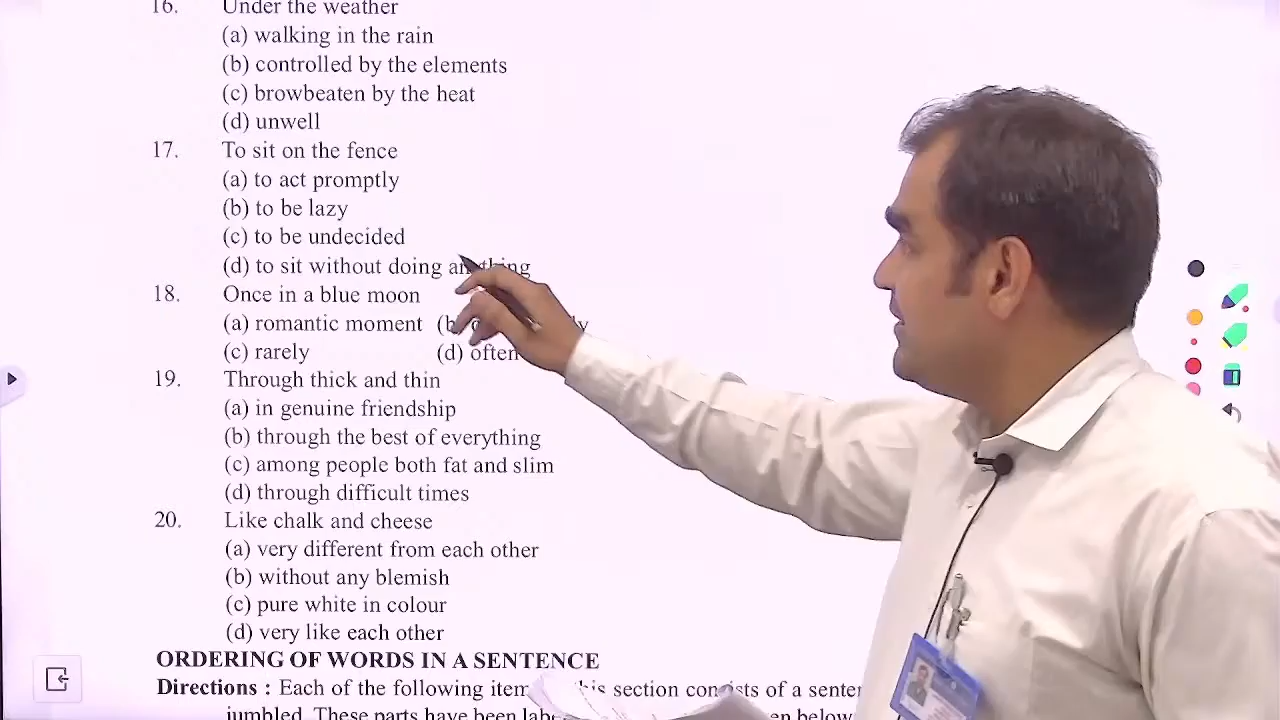 16. Under the weather
(a) walking in the rain
(b) controlled by the elements
(c) browbeaten by the heat
(d) unwell
17. To sit on the fence
(a) to act promptly
(b) to be lazy
(c) to be undecided
(d) to sit without doing anything
18. Once in a blue moon
(a) romantic moment (b)
(c) rarely (d) often
19. Through thick and thin
(a) in genuine friendship
(b) through the best of everything
(c) among people both fat and slim
(d) through difficult times
20. Like chalk and cheese
(a) very different from each other
(b) without any blemish
(c) pure white in colour
(d) very like each other
ORDERING OF WORDS IN A SENTENCE
Directions : Each of the following this section consists of a
jumbled. These parts have been below